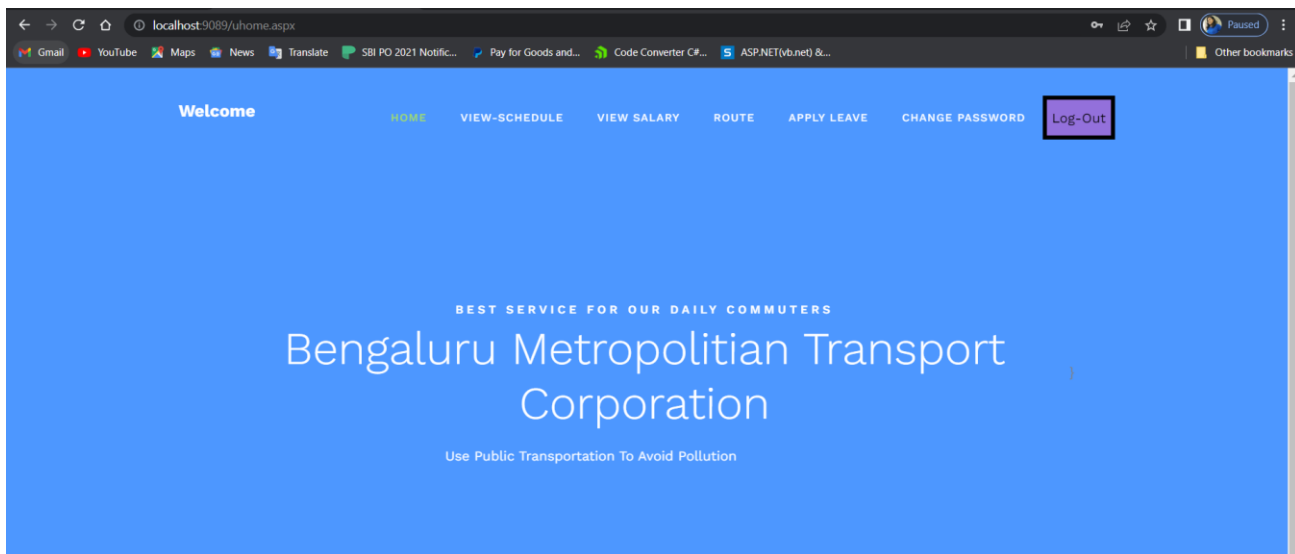 localhost:9089/uhome.aspx
Paused
Gmail YouTube Maps News Translate SBI PO 2021 Notific... Pay for Goods and... Code Converter C#... ASP.NET(vb.net) &... Other bookmarks
Welcome HOME VIEW-SCHEDULE VIEW SALARY ROUTE APPLY LEAVE CHANGE PASSWORD Log-Out
BEST SERVICE FOR OUR DAILY COMMUTERS
Bengaluru Metropolitian Transport
Corporation
Use Public Transportation To Avoid Pollution